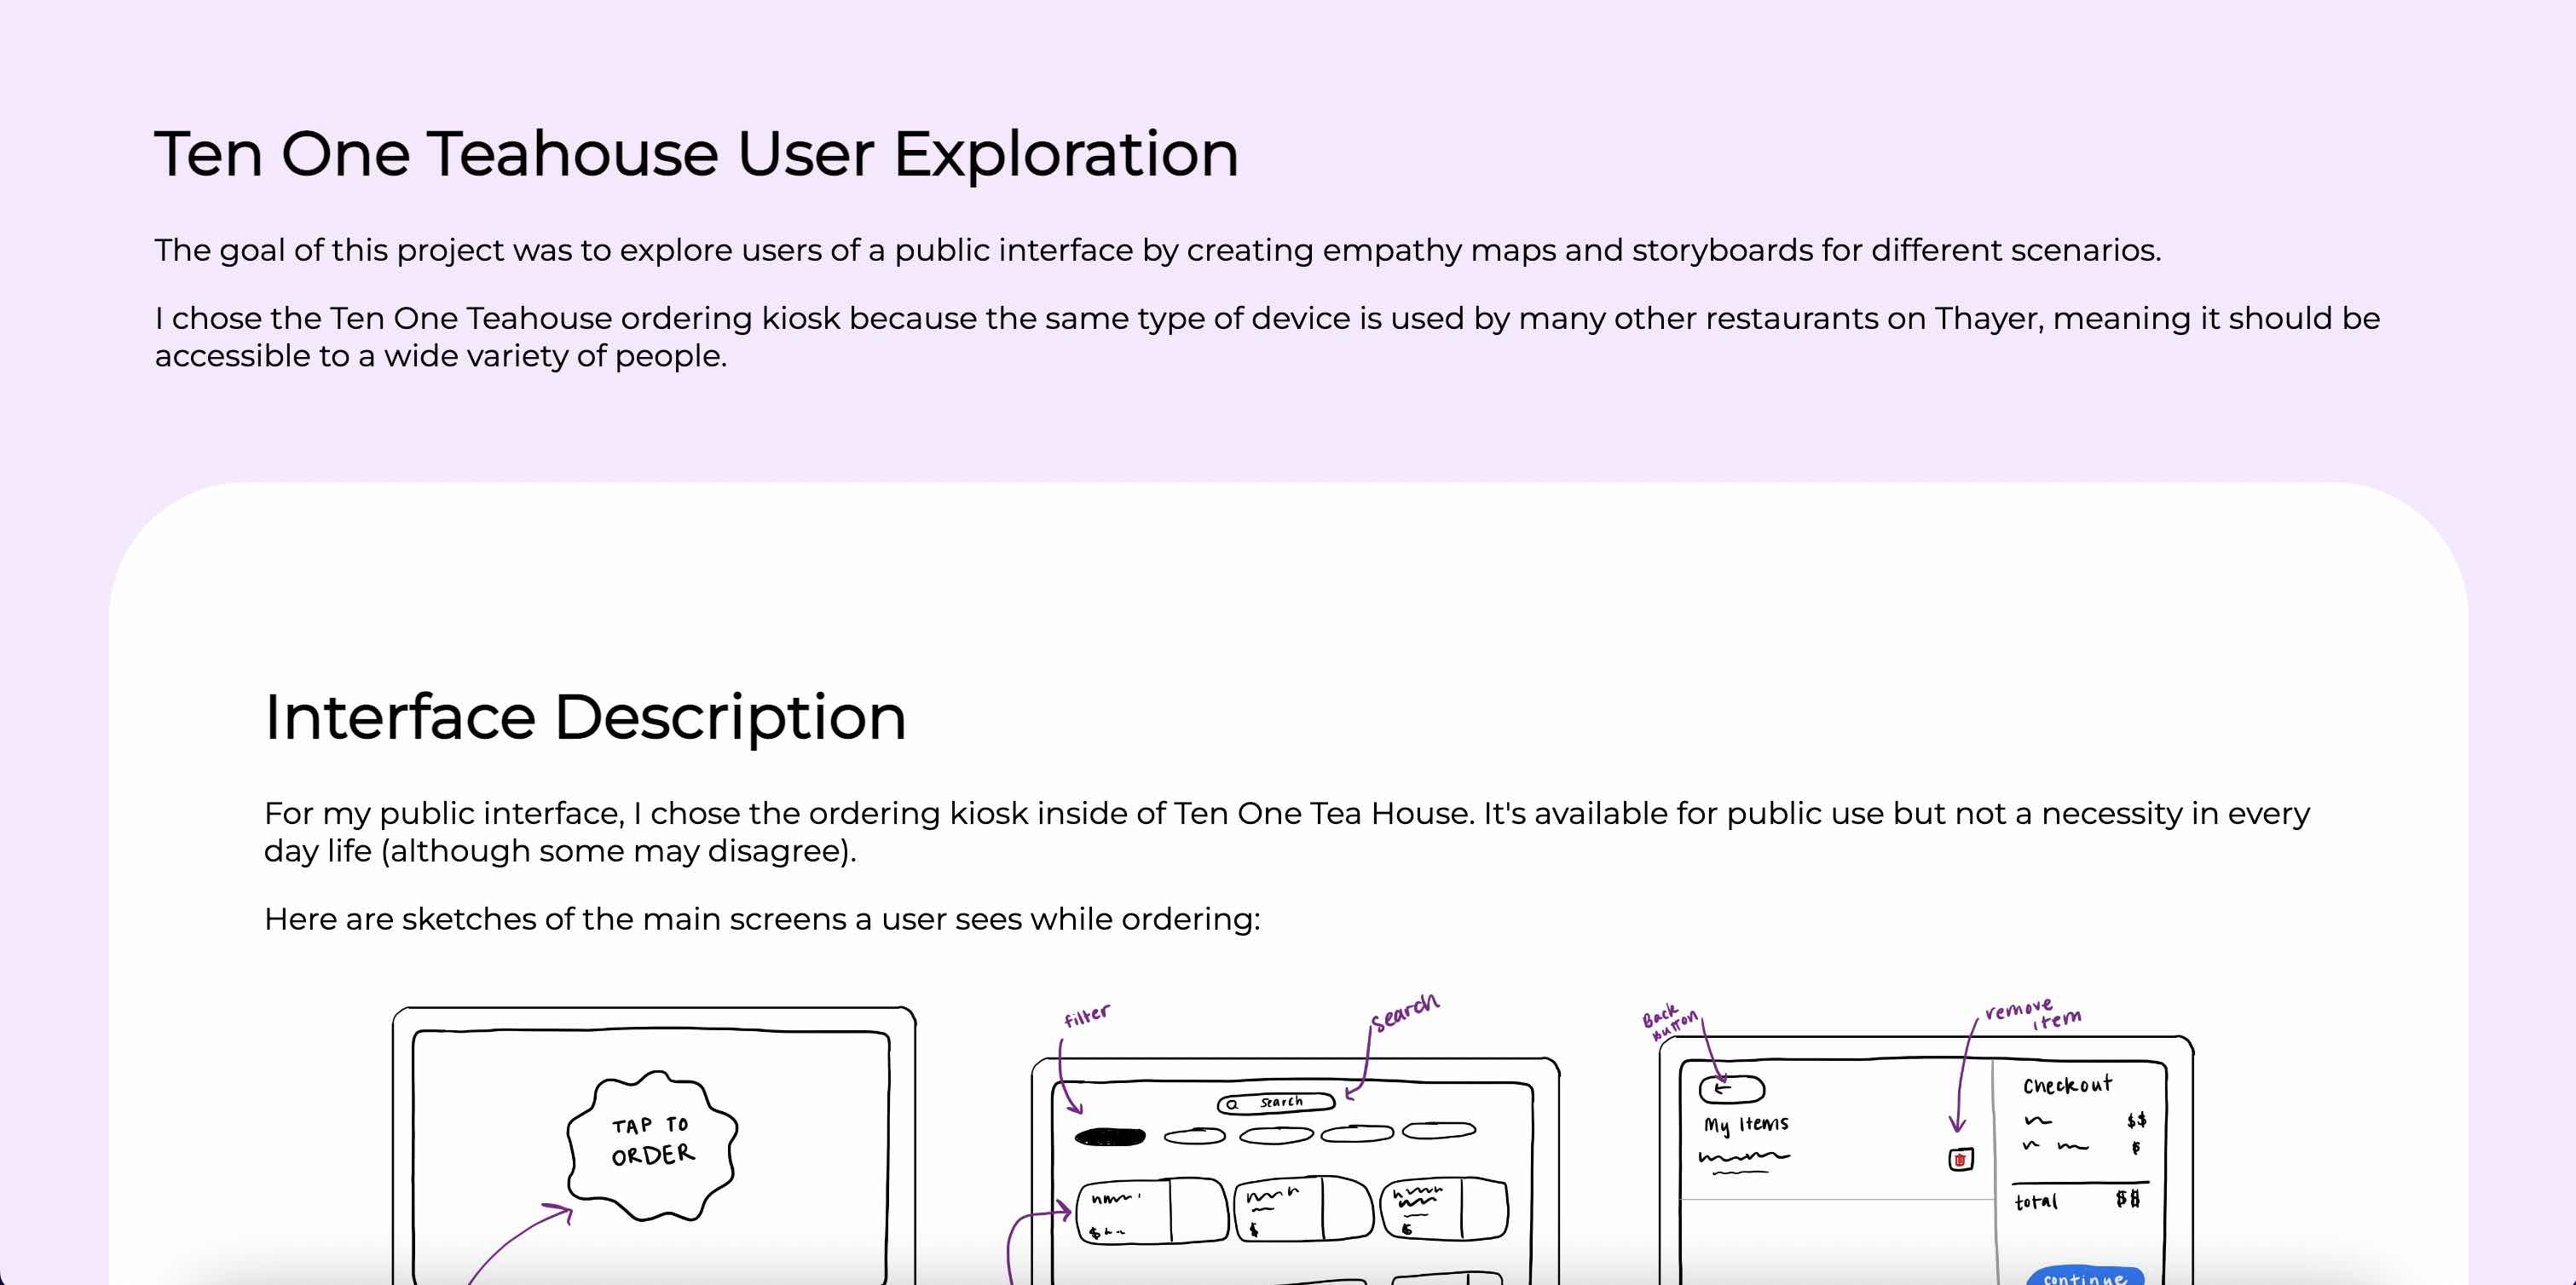 Ten One Teahouse User Exploration
The goal of this project was to explore users of a public interface by creating empathy maps and storyboards for different scenarios.
I chose the Ten One Teahouse ordering kiosk because the same type of device is used by many other restaurants on Thayer, meaning it should be
accessible to a wide variety of people.
Interface Description
For my public interface, I chose the ordering kiosk inside of Ten One Tea House. It's available for public use but not a necessity in every
day life (although some may disagree).
Here are sketches of the main screens a user sees while ordering:
TAP TO
ORDER
filter
search
search
$
$
Back
button
remove
item
←
My Items
Checkout
$$
$
total $$
continue